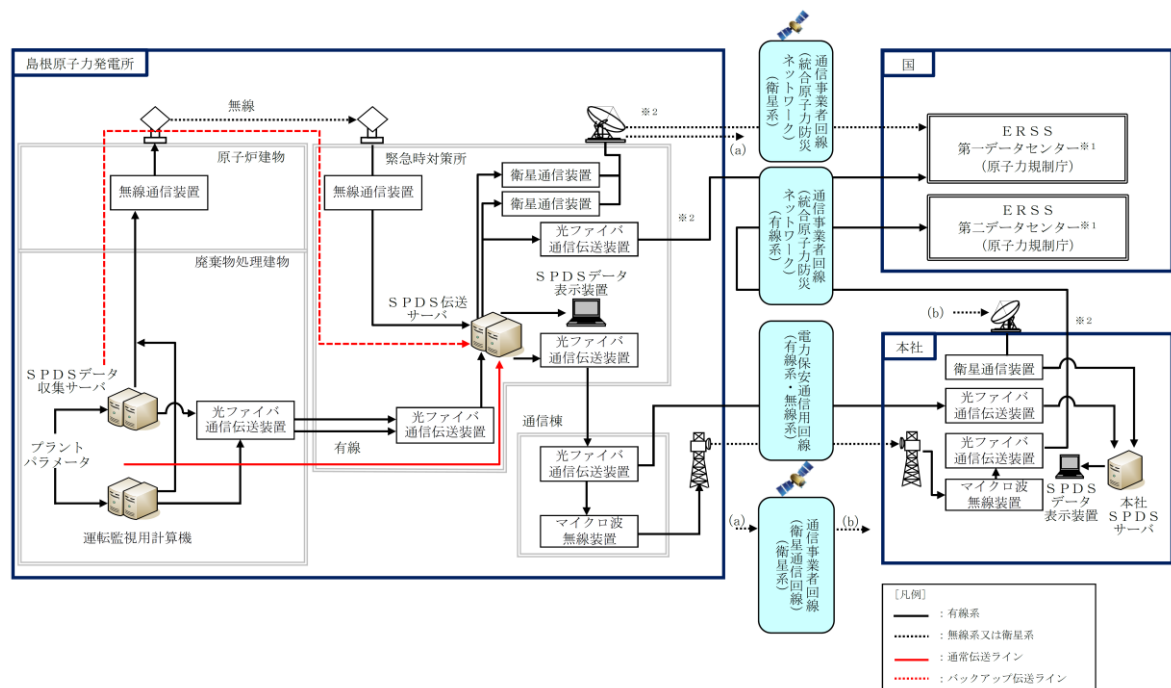 島根原子力発電所
無線
※2
原子炉建物
緊急時対策所
無線通信装置
無線通信装置
衛星通信装置
衛星通信装置
※2
光ファイバ
通信伝送装置
廃棄物処理建物
SPDS伝送
サーバ
SPDSデータ
表示装置
光ファイバ
通信伝送装置
SPDSデータ
収集サーバ
光ファイバ
通信伝送装置
光ファイバ
通信伝送装置
有線
プラント
パラメータ
運転監視用計算機
通信棟
光ファイバ
通信伝送装置
マイクロ波
無線装置
(a)
通信事業者回線
(統合原子力防災
ネットワーク)
(衛星系)
通信事業者回線
(統合原子力防災
ネットワーク)
(有線系)
電力保安通信用回線
(有線系・無線系)
(a)
通信事業者回線
(衛星通信回線)
(衛星系)
(b)
国
ERSS
第一データセンター※1
(原子力規制庁)
ERSS
第二データセンター※1
(原子力規制庁)
(b)
※2
本社
衛星通信装置
光ファイバ
通信伝送装置
光ファイバ
通信伝送装置
マイクロ波
無線装置
SPDS
データ
表示装置
本社
SPDS
サーバ
[凡例]
:有線系
:無線系又は衛星系
:通常伝送ライン
:バックアップ伝送ライン